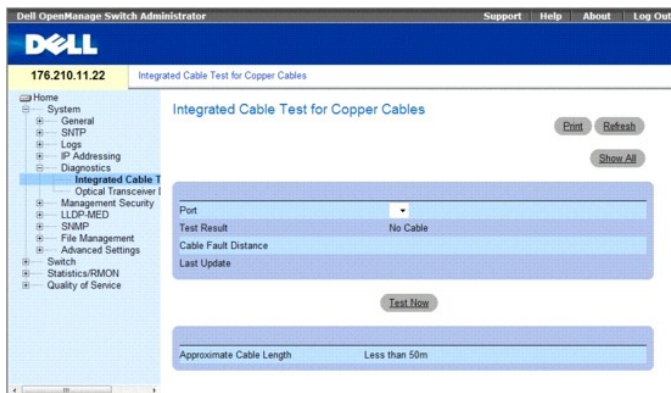 Dell OpenManage Switch Administrator
Support Help About Log Out
DELL
176.210.11.22
Integrated Cable Test for Copper Cables
Home
System
General
SNTP
Logs
IP Addressing
Diagnostics
Integrated Cable T
Optical Transceiver
Management Security
LLDP-MED
SNMP
File Management
Advanced Settings
Switch
Statistics/RMON
Quality of Service
Integrated Cable Test for Copper Cables
Print Refresh
Show All
Port
Test Result No Cable
Cable Fault Distance
Last Update
Test Now
Approximate Cable Length Less than 50m